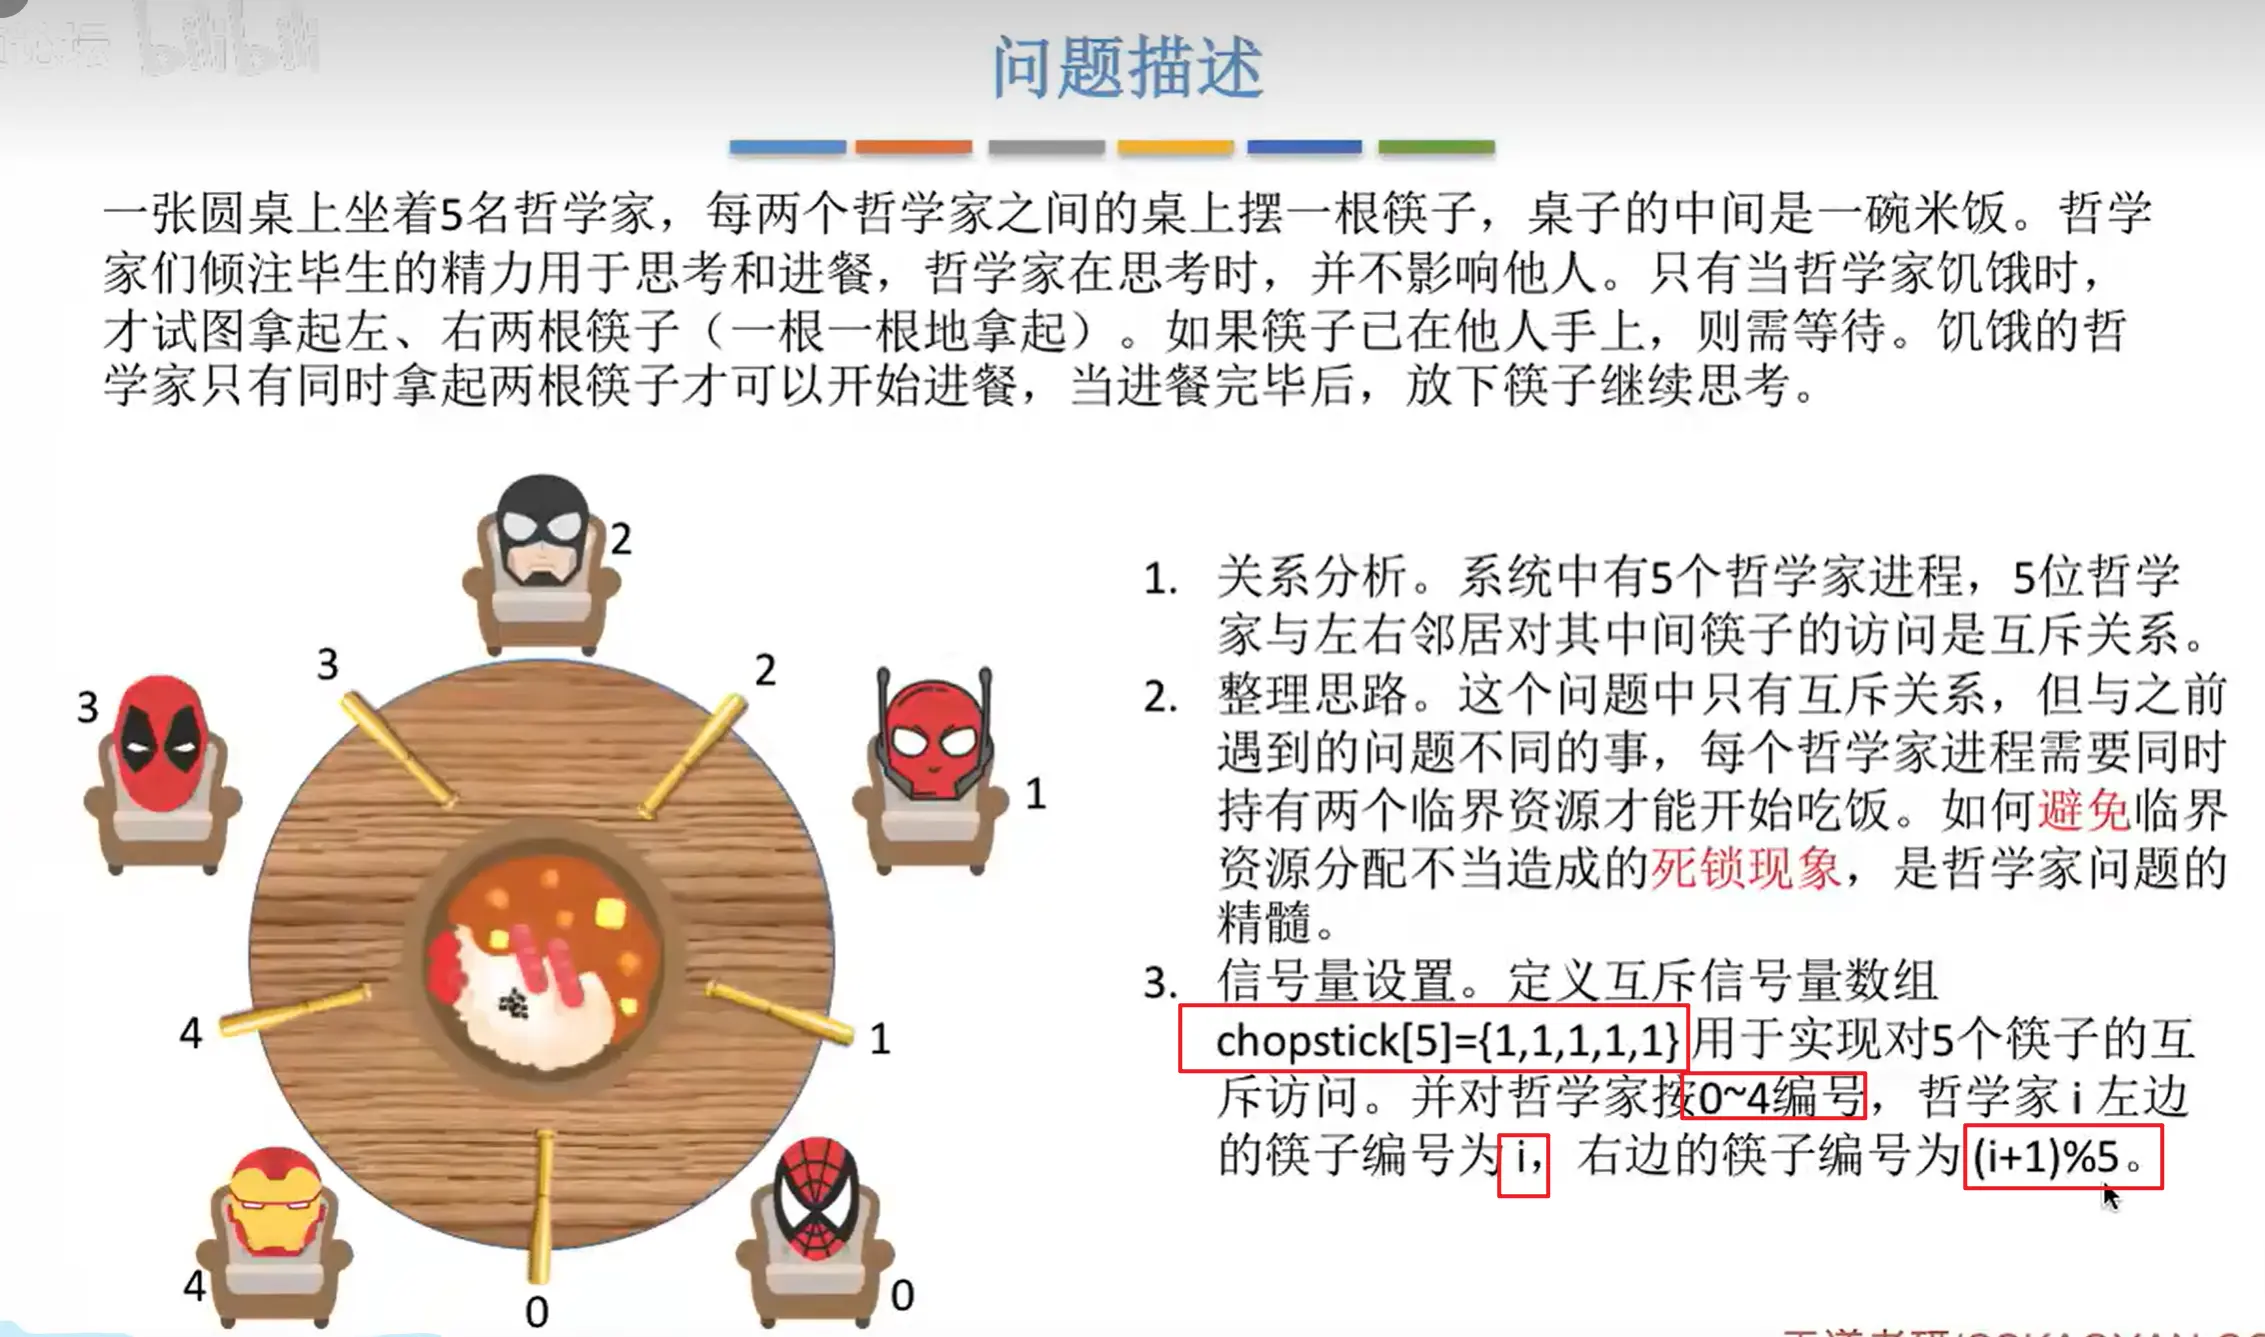 bilibili
问题描述
一张圆桌上坐着5名哲学家，每两个哲学家之间的桌上摆一根筷子，桌子的中间是一碗米饭。哲学
家们倾注毕生的精力用于思考和进餐，哲学家在思考时，并不影响他人。只有当哲学家饥饿时，
才试图拿起左、右两根筷子（一根一根地拿起）。如果筷子已在他人手上，则需等待。饥饿的哲
学家只有同时拿起两根筷子才可以开始进餐，当进餐完毕后，放下筷子继续思考。
2
3
2
3
1
4
1
4
0
0
1. 关系分析。系统中有5个哲学家进程，5位哲学
家与左右邻居对其中间筷子的访问是互斥关系。
2. 整理思路。这个问题中只有互斥关系，但与之前
遇到的问题不同的事，每个哲学家进程需要同时
持有两个临界资源才能开始吃饭。如何避免临界
资源分配不当造成的死锁现象，是哲学家问题的
精髓。
3. 信号量设置。定义互斥信号量数组
chopstick[5]={1,1,1,1,1}用于实现对5个筷子的互
斥访问。并对哲学家按0~4编号，哲学家 i 左边
的筷子编号为 i，右边的筷子编号为(i+1)%5。